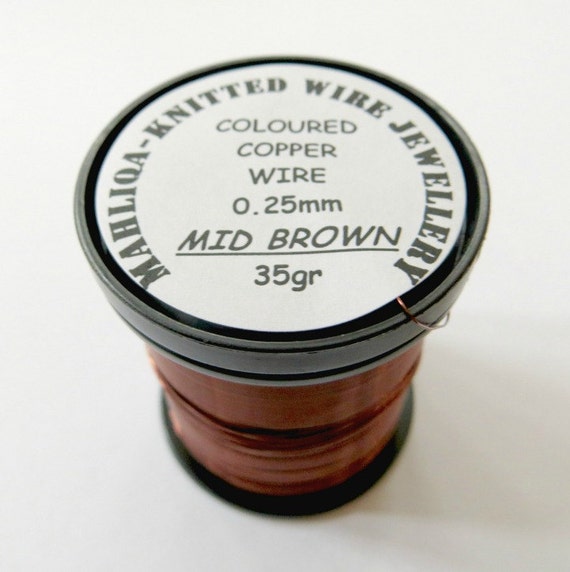 MAHLIQA-KNITTED WIRE JEWELLERY
COLOURED
COPPER
WIRE
0.25mm
MID BROWN
35gr